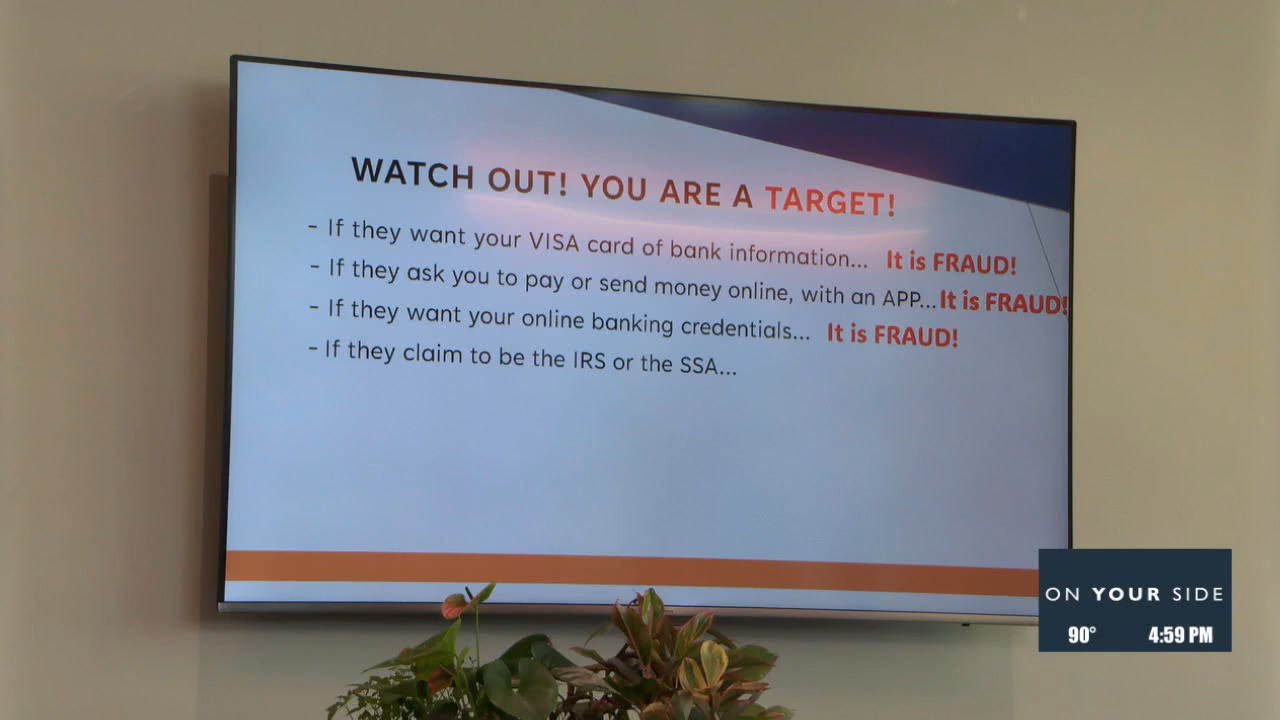 WATCH OUT! YOU ARE A TARGET!
- If they want your VISA card of bank information... It is FRAUD!
- If they ask you to pay or send money online, with an APP...It is FRAUD!
- If they want your online banking credentials... It is FRAUD!
- If they claim to be the IRS or the SSA...
ON YOUR SIDE
90° 4:59 PM